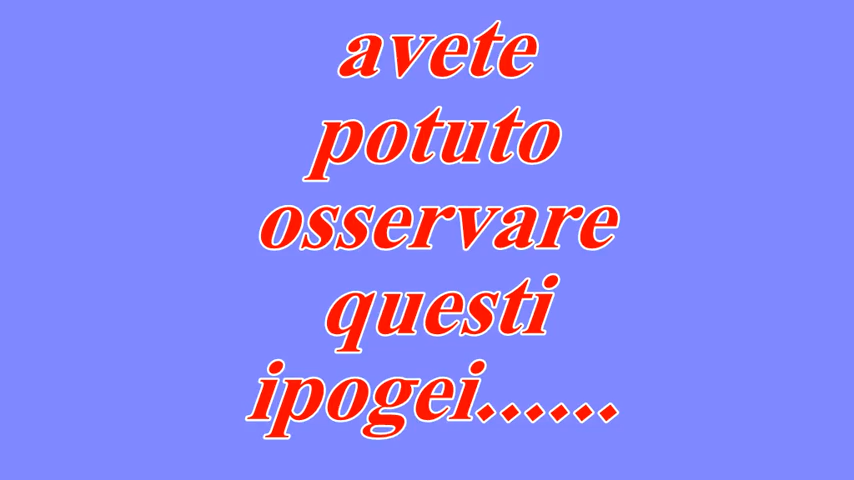 avete
potuto
osservare
questi
ipogei......